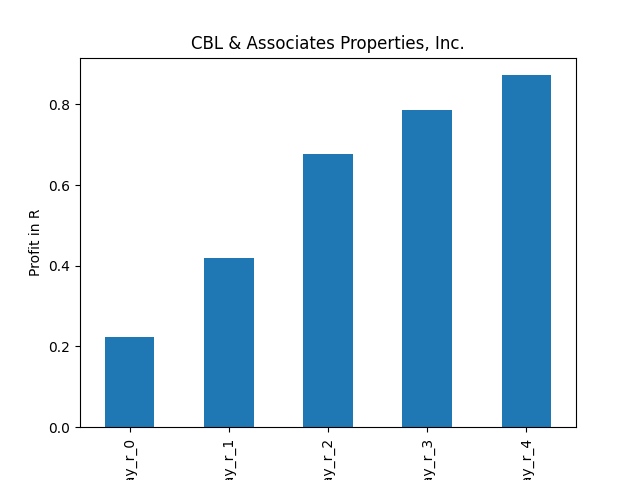 CBL & Associates Properties, Inc.
Profit in R
0.8
0.6
0.4
0.2
0.0
ay_r_0
ay_r_1
ay_r_2
ay_r_3
ay_r_4